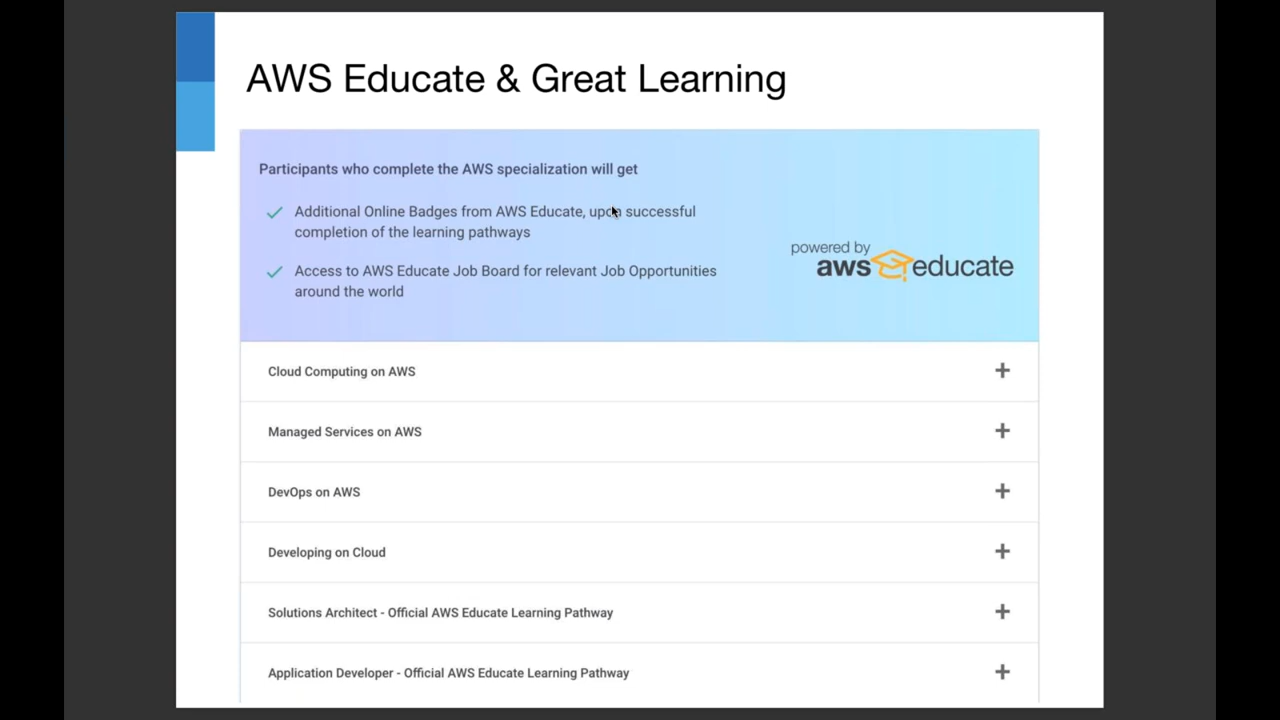 AWS Educate & Great Learning
Participants who complete the AWS specialization will get
Additional Online Badges from AWS Educate, upon successful
completion of the learning pathways
Access to AWS Educate Job Board for relevant Job Opportunities
around the world
powered by
aws educate
Cloud Computing on AWS
Managed Services on AWS
DevOps on AWS
Developing on Cloud
Solutions Architect - Official AWS Educate Learning Pathway
Application Developer - Official AWS Educate Learning Pathway